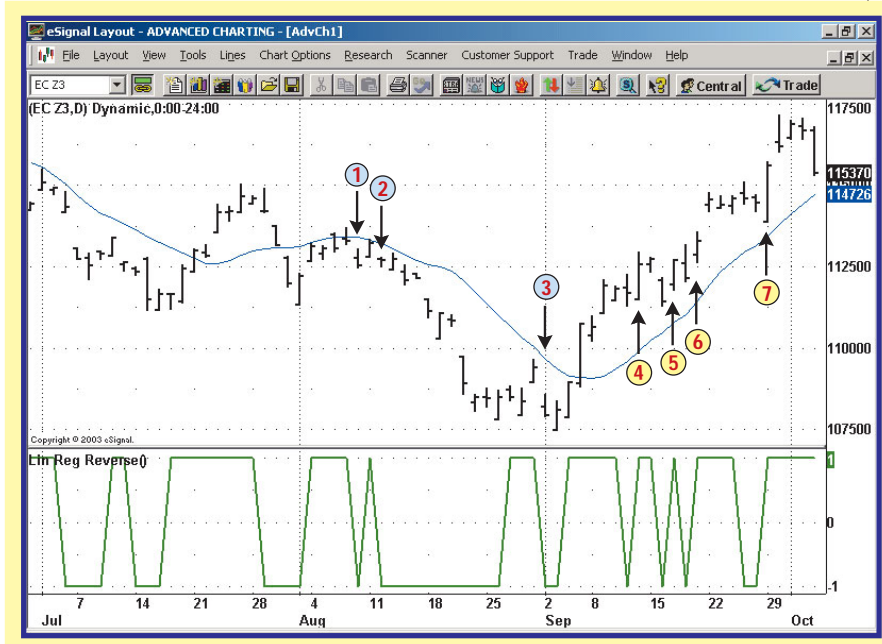 eSignal Layout - ADVANCED CHARTING - [AdvCh1]
File Layout View Tools Lines Chart Options Research Scanner Customer Support Trade Window Help
EC Z3 NEWS Central Trade
(EC Z3,D) Dynamic,0:00-24:00
117500
115370
114726
112500
110000
107500
1
2
3
4
5
6
7
Copyright © 2003 eSignal.
Lin Reg Reverse()
1
0
-1
7 14 21 28 4 11 18 25 2 8 15 22 29
Jul Aug Sep Oct